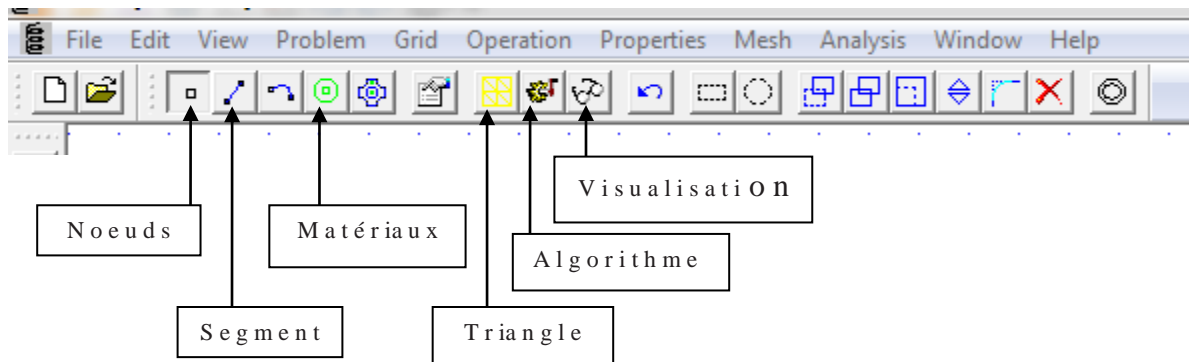 File Edit View Problem Grid Operation Properties Mesh Analysis Window Help
Visualisation
Noeuds
Matériaux
Algorithme
Segment
Triangle